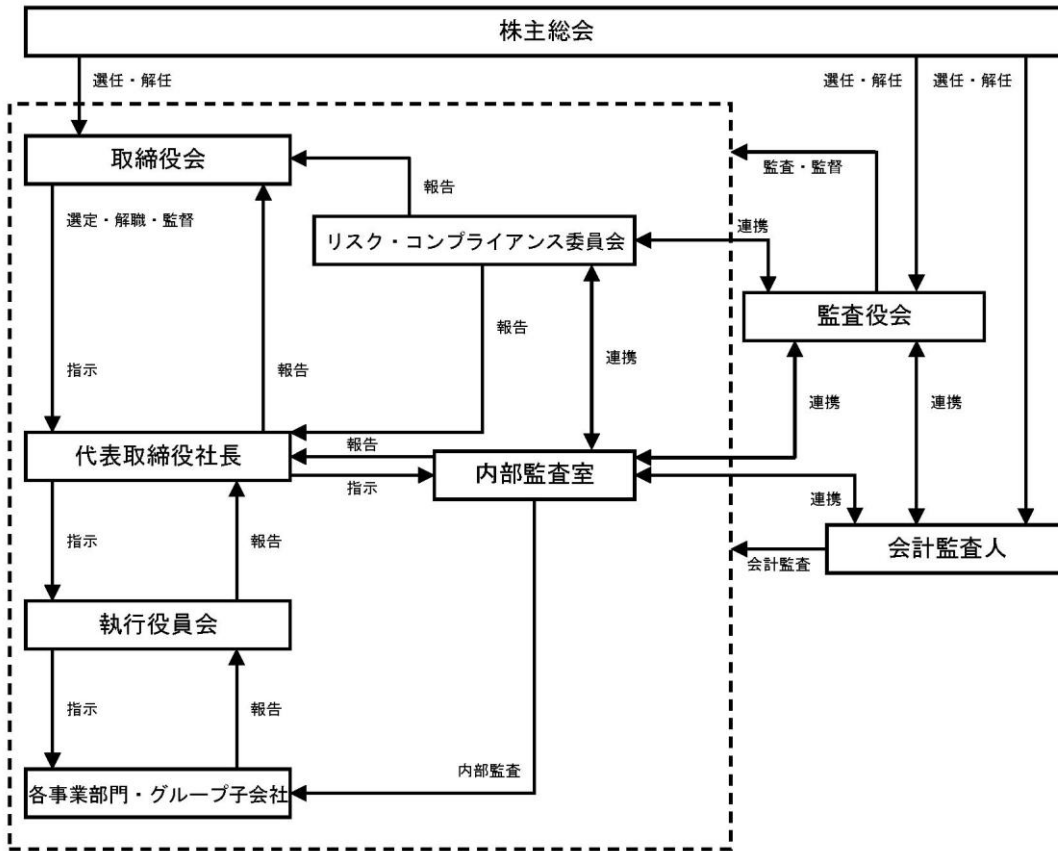 株主総会
選任・解任
選任・解任
選任・解任
取締役会
監査・監督
報告
選定・解職・監督
リスク・コンプライアンス委員会
連携
監査役会
報告
連携
指示
報告
連携
連携
代表取締役社長
報告
内部監査室
指示
連携
指示
報告
会計監査人
会計監査
執行役員会
指示
報告
内部監査
各事業部門・グループ子会社